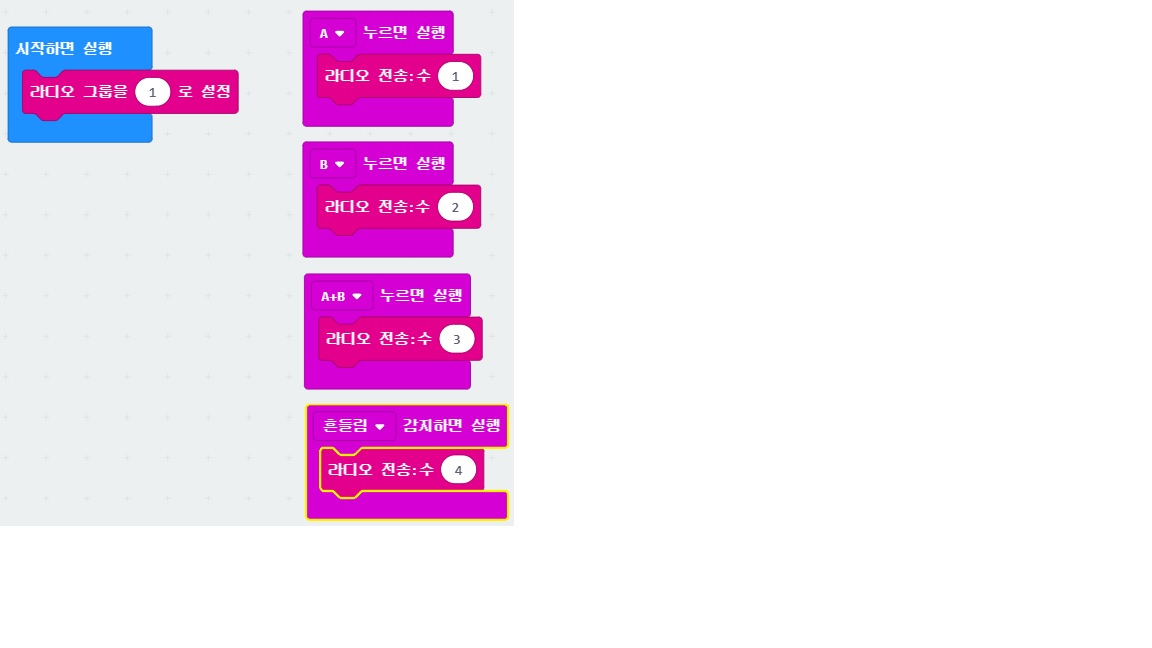 시작하면 실행
라디오 그룹을 1 로 설정
A 누르면 실행
라디오 전송:수 1
B 누르면 실행
라디오 전송:수 2
A+B 누르면 실행
라디오 전송:수 3
흔들림 감지하면 실행
라디오 전송:수 4